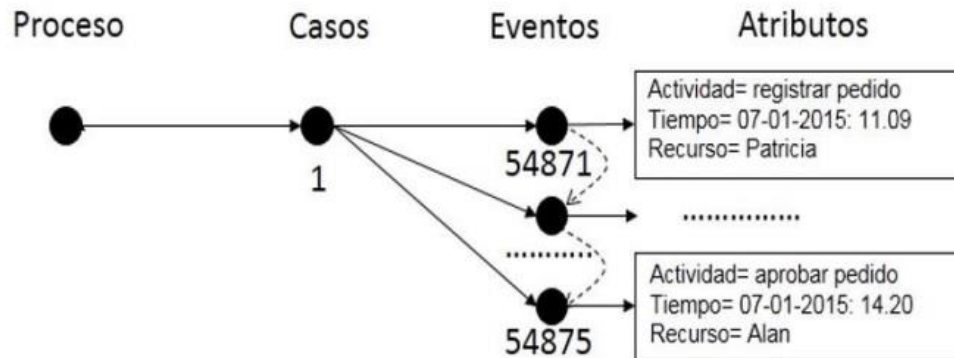 Proceso Casos Eventos Atributos
Actividad= registrar pedido
Tiempo= 07-01-2015: 11.09
Recurso= Patricia
54871
1
...............
............
Actividad= aprobar pedido
Tiempo= 07-01-2015: 14.20
Recurso= Alan
54875